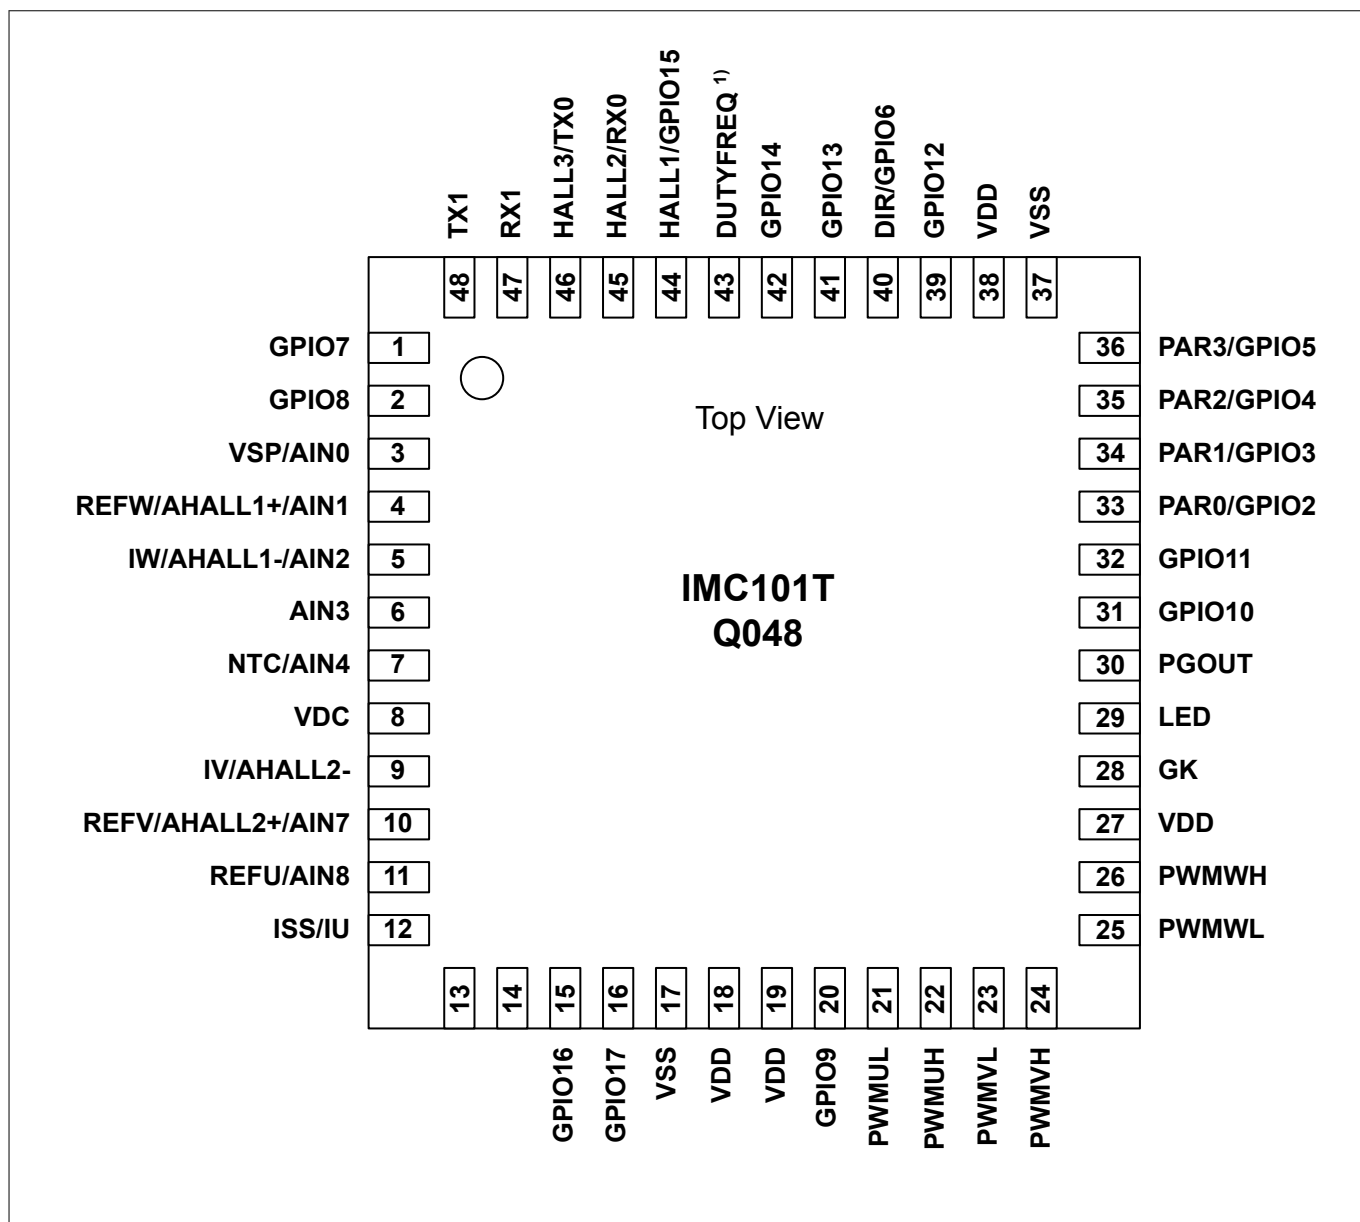 TX1
RX1
HALL3/TX0
HALL2/RX0
HALL1/GPIO15
DUTYFREQ 1)
GPIO14
GPIO13
DIR/GPIO6
GPIO12
VDD
VSS
48
47
46
45
44
43
42
41
40
39
38
37
GPIO7 1
GPIO8 2
VSP/AIN0 3
REFW/AHALL1+/AIN1 4
IW/AHALL1-/AIN2 5
AIN3 6
NTC/AIN4 7
VDC 8
IV/AHALL2- 9
REFV/AHALL2+/AIN7 10
REFU/AIN8 11
ISS/IU 12
Top View
IMC101T
Q048
36 PAR3/GPIO5
35 PAR2/GPIO4
34 PAR1/GPIO3
33 PAR0/GPIO2
32 GPIO11
31 GPIO10
30 PGOUT
29 LED
28 GK
27 VDD
26 PWMWH
25 PWMWL
13
14
15
16
17
18
19
20
21
22
23
24
GPIO16
GPIO17
VSS
VDD
VDD
GPIO9
PWMUL
PWMUH
PWMVL
PWMVH